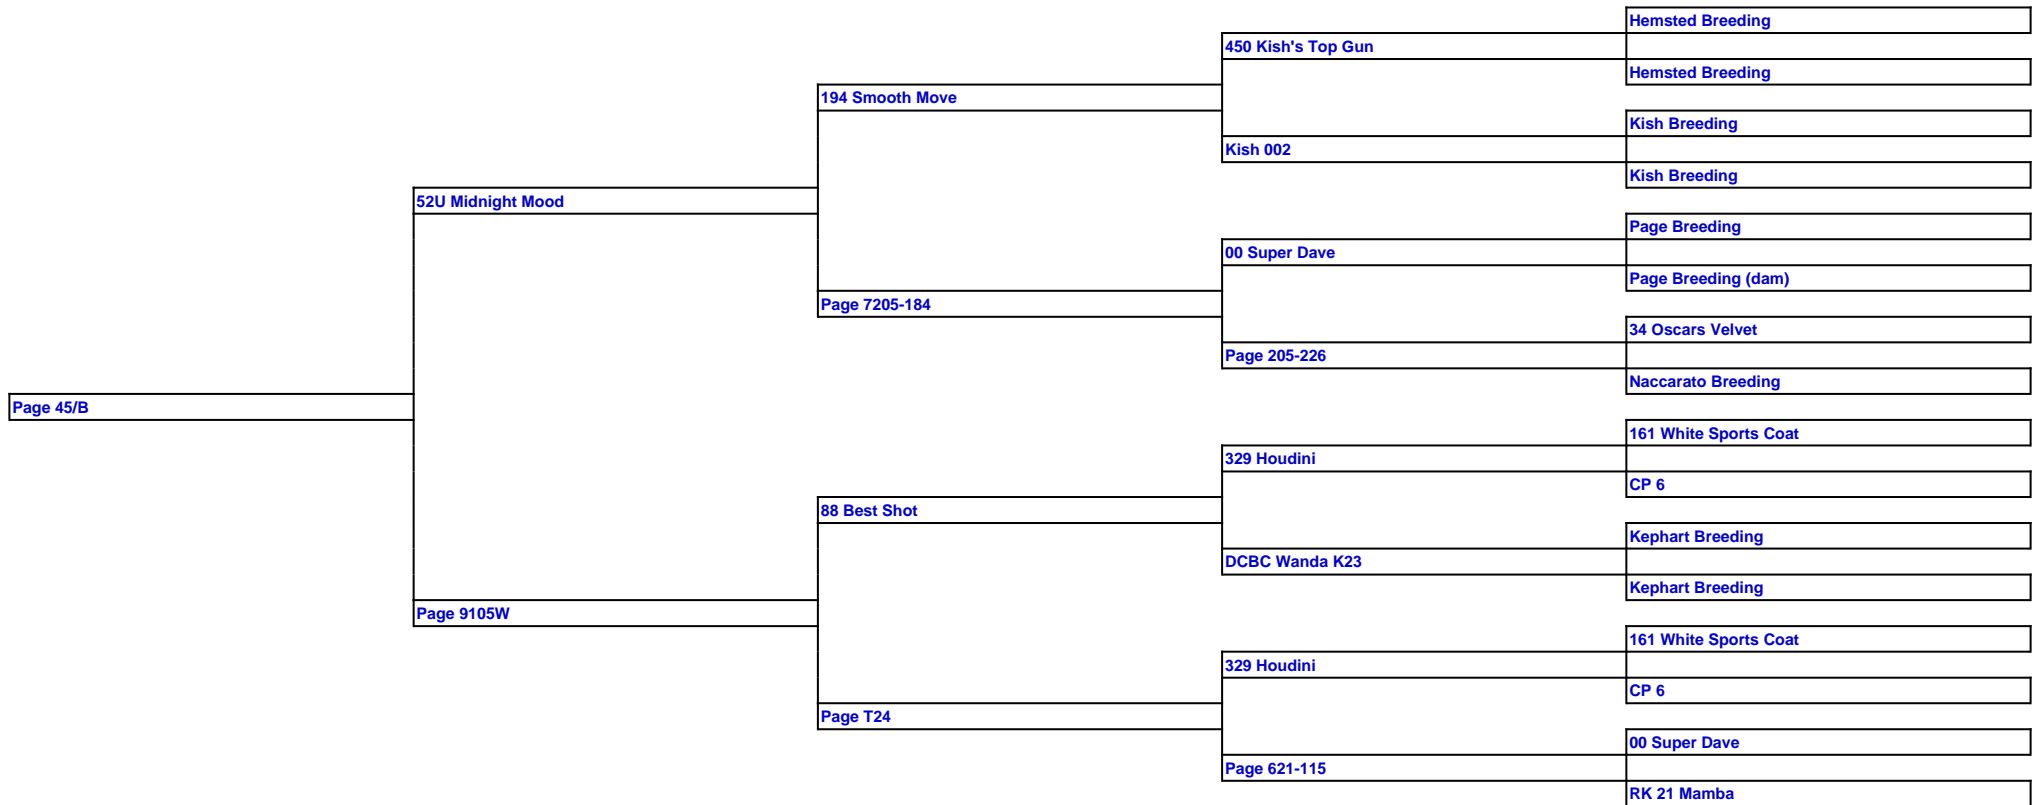 Hemsted Breeding
450 Kish's Top Gun
Hemsted Breeding
194 Smooth Move
Kish Breeding
Kish 002
Kish Breeding
52U Midnight Mood
Page Breeding
00 Super Dave
Page Breeding (dam)
Page 7205-184
34 Oscars Velvet
Page 205-226
Naccarato Breeding
Page 45/B
161 White Sports Coat
329 Houdini
CP 6
88 Best Shot
Kephart Breeding
DCBC Wanda K23
Kephart Breeding
Page 9105W
161 White Sports Coat
329 Houdini
CP 6
Page T24
00 Super Dave
Page 621-115
RK 21 Mamba